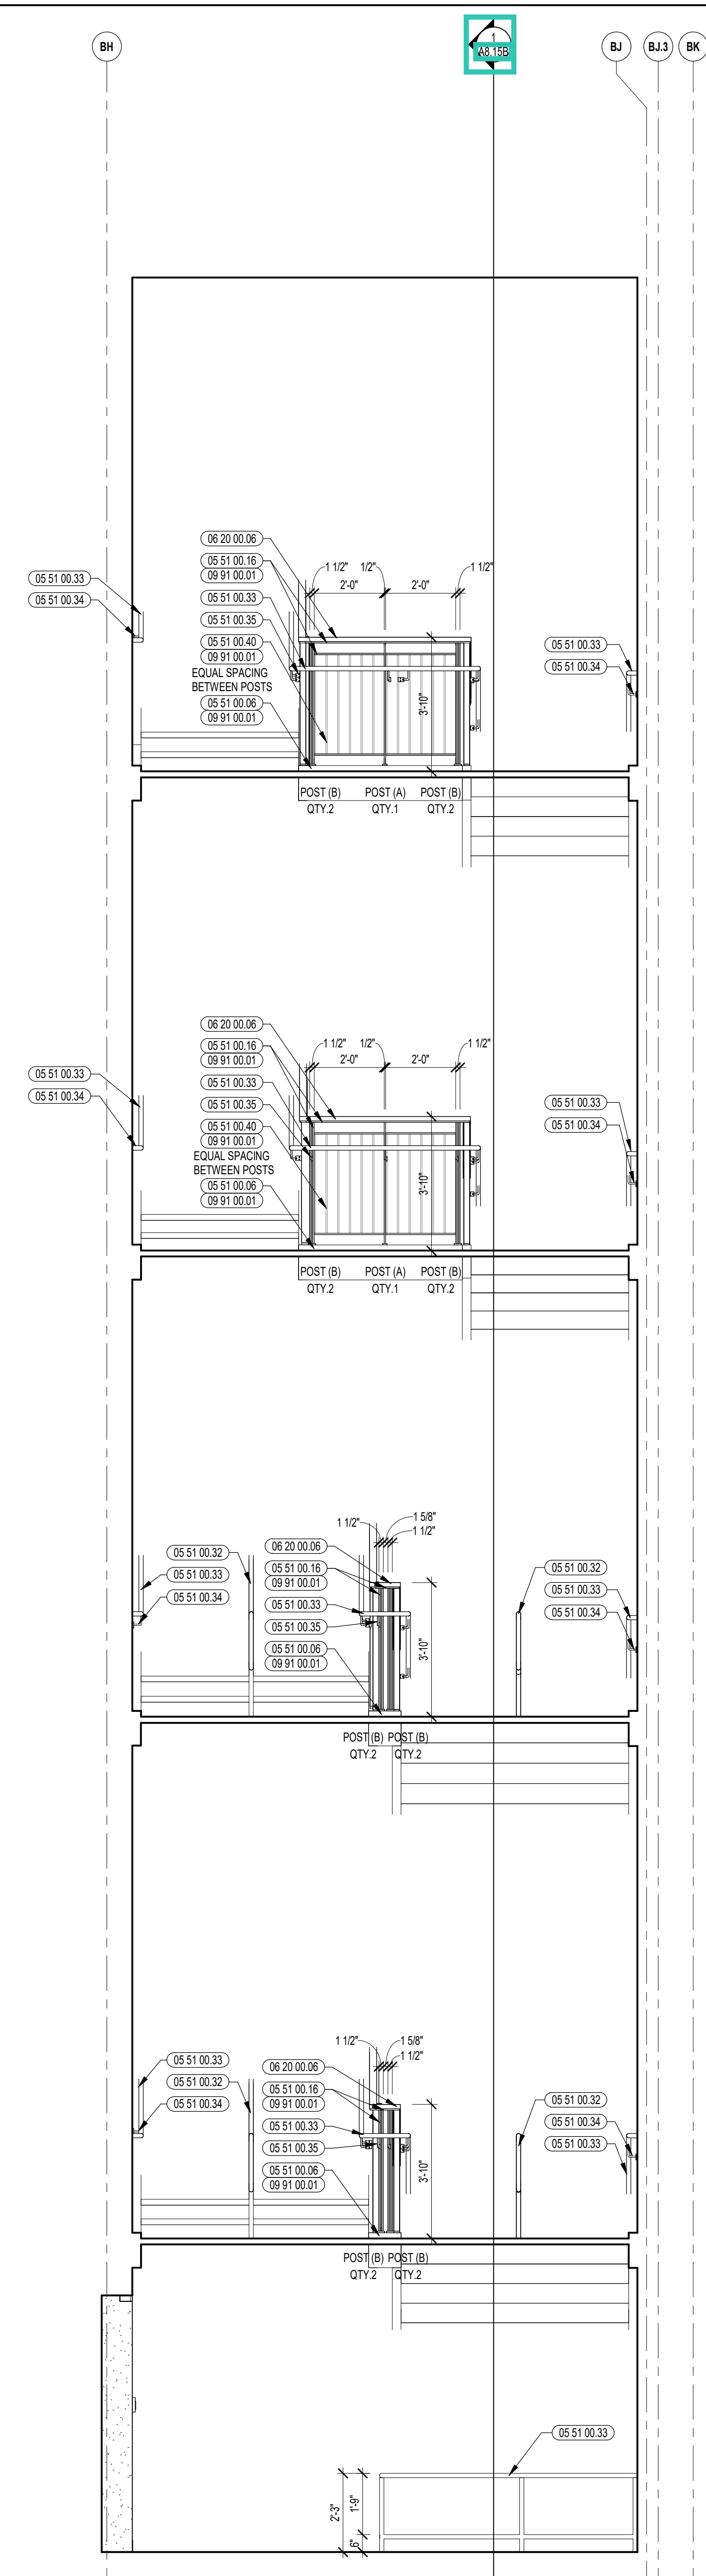 BH
1
A8.15B
BJ
BJ.3
BK
06 20 00.06
05 51 00.16
09 91 00.01
05 51 00.33
05 51 00.35
05 51 00.40
09 91 00.01
EQUAL SPACING
BETWEEN POSTS
05 51 00.06
09 91 00.01
05 51 00.33
05 51 00.34
1 1/2"
1/2"
1 1/2"
2'-0"
2'-0"
3'-10"
05 51 00.33
05 51 00.34
POST (B)
POST (A)
POST (B)
QTY.2
QTY.1
QTY.2
06 20 00.06
05 51 00.16
09 91 00.01
05 51 00.33
05 51 00.35
05 51 00.40
09 91 00.01
EQUAL SPACING
BETWEEN POSTS
05 51 00.06
09 91 00.01
05 51 00.33
05 51 00.34
1 1/2"
1/2"
1 1/2"
2'-0"
2'-0"
3'-10"
05 51 00.33
05 51 00.34
POST (B)
POST (A)
POST (B)
QTY.2
QTY.1
QTY.2
1 1/2"
1 5/8"
1 1/2"
05 51 00.32
05 51 00.33
05 51 00.34
06 20 00.06
05 51 00.16
09 91 00.01
05 51 00.33
05 51 00.35
05 51 00.06
09 91 00.01
3'-10"
05 51 00.32
05 51 00.33
05 51 00.34
POST (B)
POST (B)
QTY.2
QTY.2
1 1/2"
1 5/8"
1 1/2"
05 51 00.33
05 51 00.32
05 51 00.34
06 20 00.06
05 51 00.16
09 91 00.01
05 51 00.33
05 51 00.35
05 51 00.06
09 91 00.01
3'-10"
05 51 00.32
05 51 00.34
05 51 00.33
POST (B)
POST (B)
QTY.2
QTY.2
05 51 00.33
2'-3"
1'-9"
6"